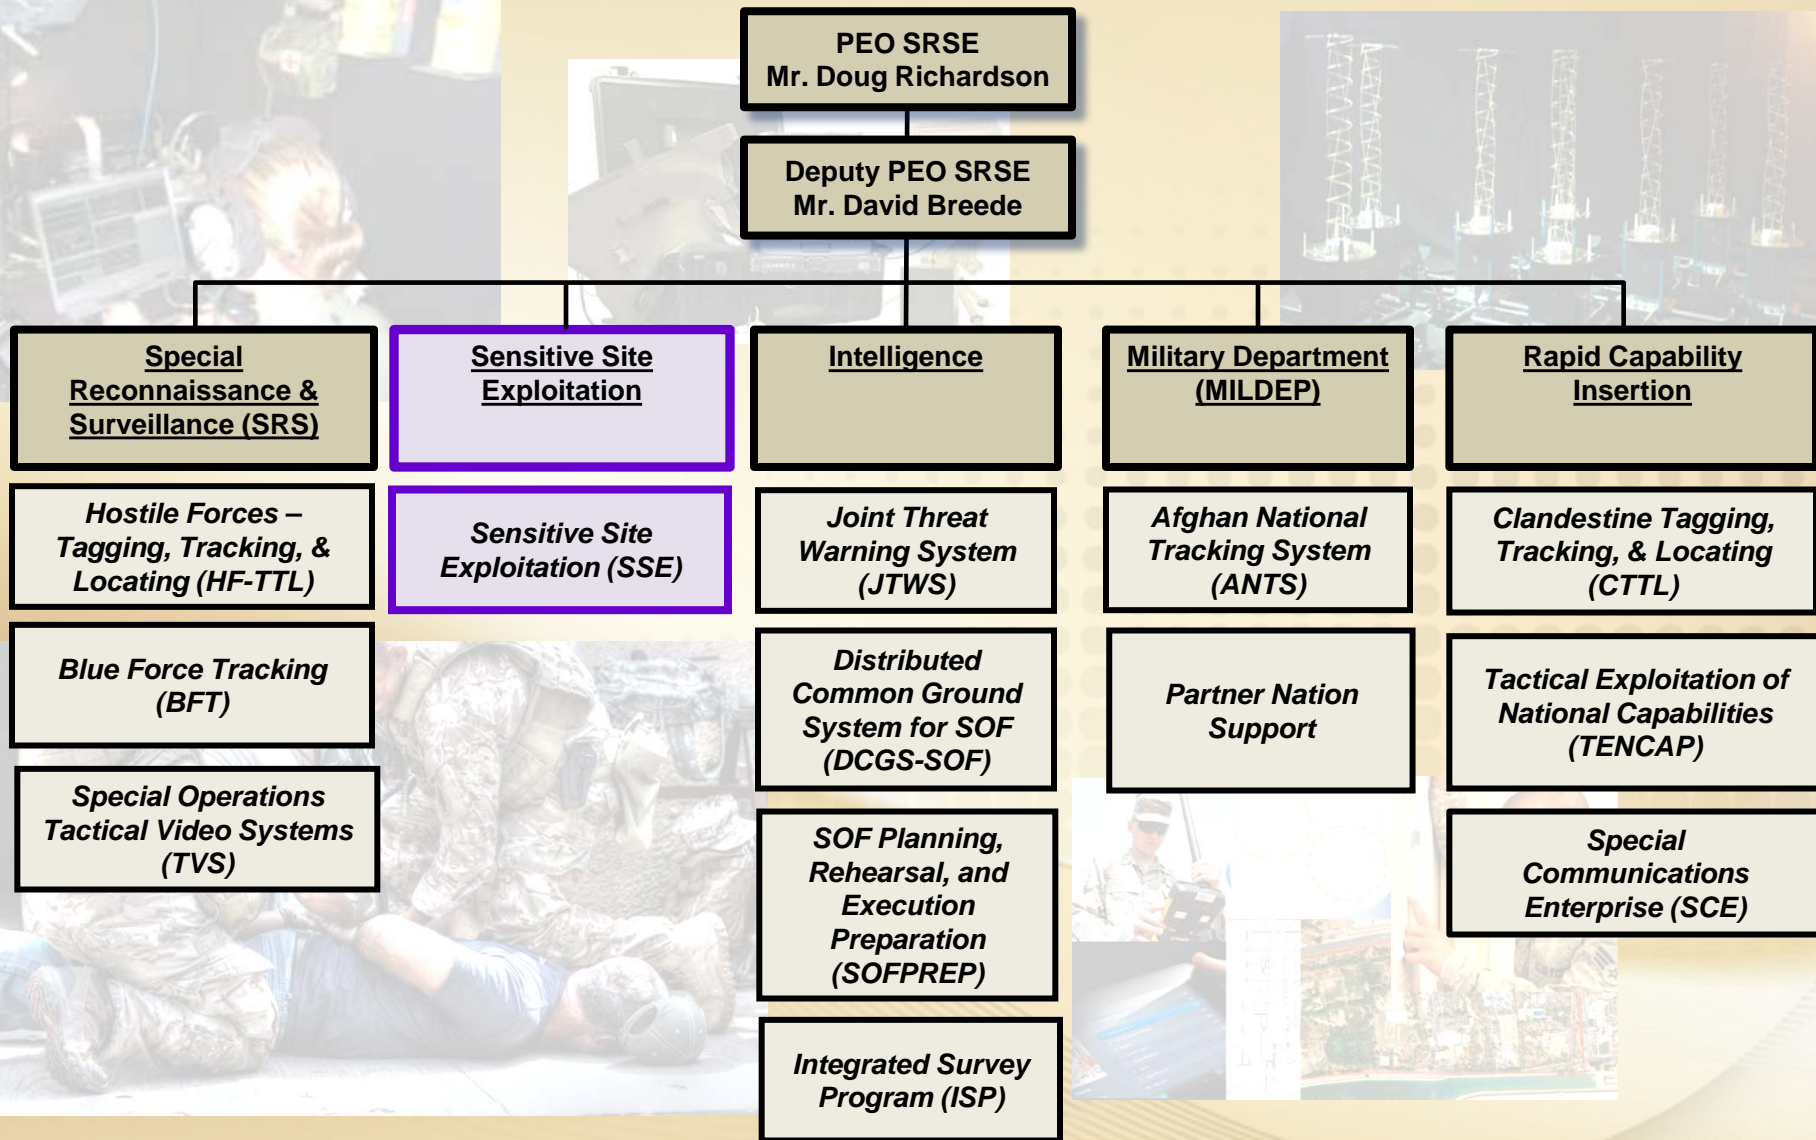 PEO SRSE
Mr. Doug Richardson
Deputy PEO SRSE
Mr. David Breede
Special
Reconnaissance &
Surveillance (SRS)
Sensitive Site
Exploitation
Intelligence
Military Department
(MILDEP)
Rapid Capability
Insertion
Hostile Forces –
Tagging, Tracking, &
Locating (HF-TTL)
Blue Force Tracking
(BFT)
Special Operations
Tactical Video Systems
(TVS)
Sensitive Site
Exploitation (SSE)
Joint Threat
Warning System
(JTWS)
Distributed
Common Ground
System for SOF
(DCGS-SOF)
SOF Planning,
Rehearsal, and
Execution
Preparation
(SOFPREP)
Integrated Survey
Program (ISP)
Afghan National
Tracking System
(ANTS)
Partner Nation
Support
Clandestine Tagging,
Tracking, & Locating
(CTTL)
Tactical Exploitation of
National Capabilities
(TENCAP)
Special
Communications
Enterprise (SCE)